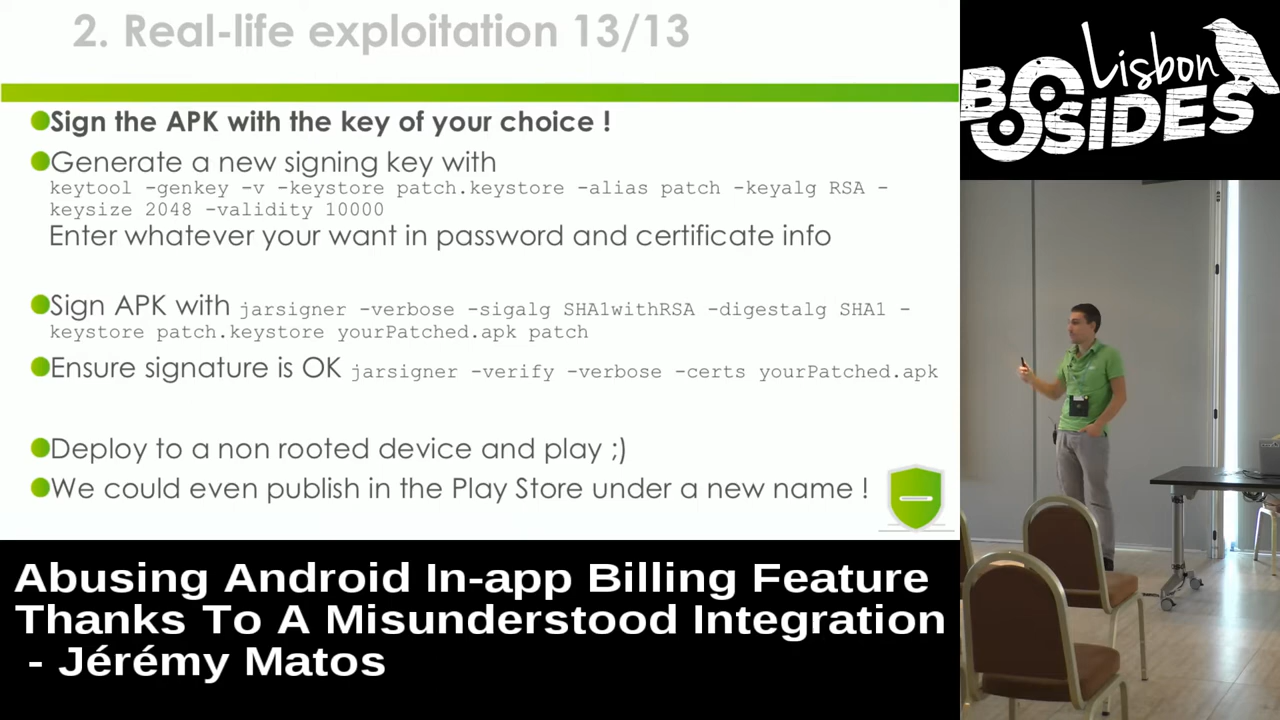 2. Real-life exploitation 13/13
Sign the APK with the key of your choice !
Generate a new signing key with
keytool -genkey -v -keystore patch.keystore -alias patch -keyalg RSA -
keysize 2048 -validity 10000
Enter whatever your want in password and certificate info
Sign APK with jarsigner -verbose -sigalg SHA1withRSA -digestalg SHA1 -
keystore patch.keystore yourPatched.apk patch
Ensure signature is OK jarsigner -verify -verbose -certs yourPatched.apk
Deploy to a non rooted device and play ;)
We could even publish in the Play Store under a new name !
Lisbon
BSIDES
Abusing Android In-app Billing Feature
Thanks To A Misunderstood Integration
- Jérémy Matos